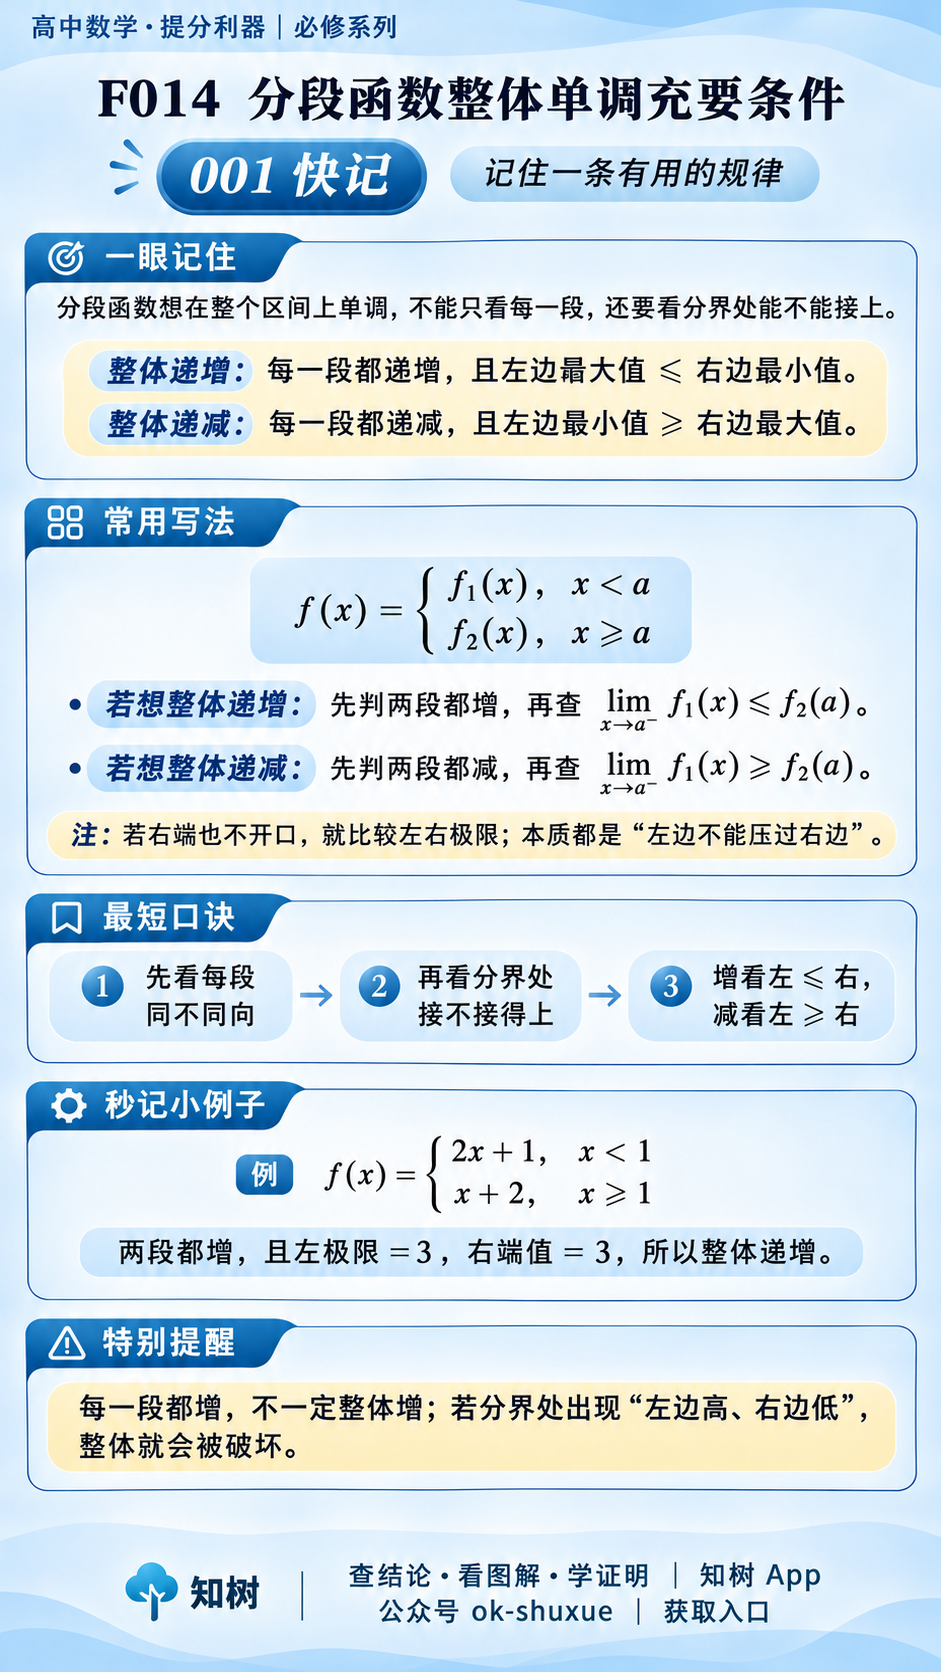 高中数学·提分利器｜必修系列
F014 分段函数整体单调充要条件
001 快记
记住一条有用的规律
一眼记住
分段函数想在整个区间上单调，不能只看每一段，还要看分界处能不能接上。
整体递增：每一段都递增，且左边最大值 ⩽ 右边最小值。
整体递减：每一段都递减，且左边最小值 ⩾ 右边最大值。
常用写法
f(x) = { f₁(x), x < a
f₂(x), x ⩾ a
• 若想整体递增：先判两段都增，再查 lim x→a⁻ f₁(x) ⩽ f₂(a)。
• 若想整体递减：先判两段都减，再查 lim x→a⁻ f₁(x) ⩾ f₂(a)。
注：若右端也不开口，就比较左右极限；本质都是“左边不能压过右边”。
最短口诀
1 先看每段
同不同向
→
2 再看分界处
接不接得上
→
3 增看左 ⩽ 右，
减看左 ⩾ 右
秒记小例子
例 f(x) = { 2x + 1, x < 1
x + 2, x ⩾ 1
两段都增，且左极限 = 3，右端值 = 3，所以整体递增。
特别提醒
每一段都增，不一定整体增；若分界处出现“左边高、右边低”，
整体就会被破坏。
知树
查结论·看图解·学证明 ｜ 知树 App
公众号 ok-shuxue ｜ 获取入口